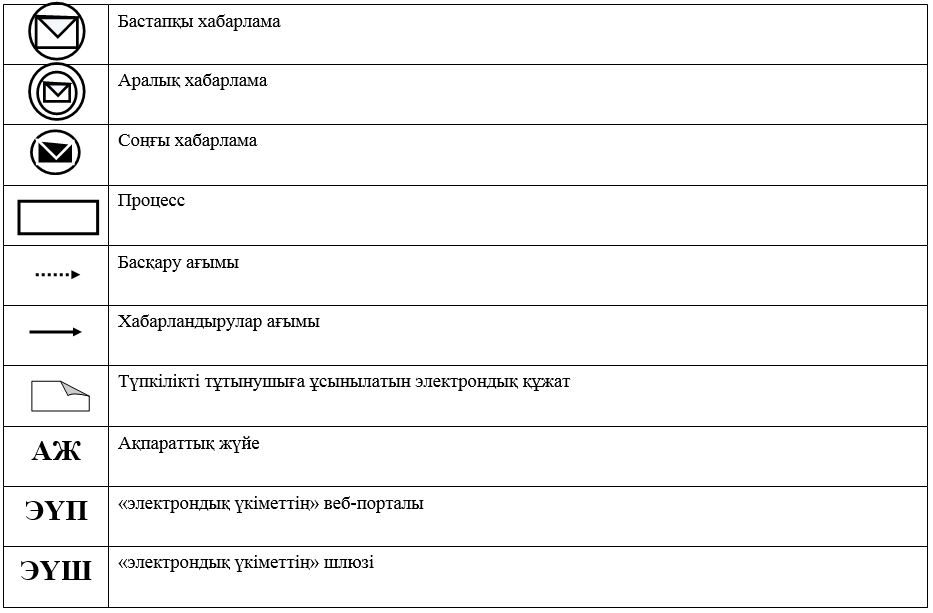 Бастапқы хабарлама
Аралық хабарлама
Соңғы хабарлама
Процесс
Басқару ағымы
Хабарландырулар ағымы
Түпкілікті тұтынушыға ұсынылатын электрондық құжат
АЖ Ақпараттық жүйе
ЭҮП «электрондық үкіметтің» веб-порталы
ЭҮШ «электрондық үкіметтің» шлюзі